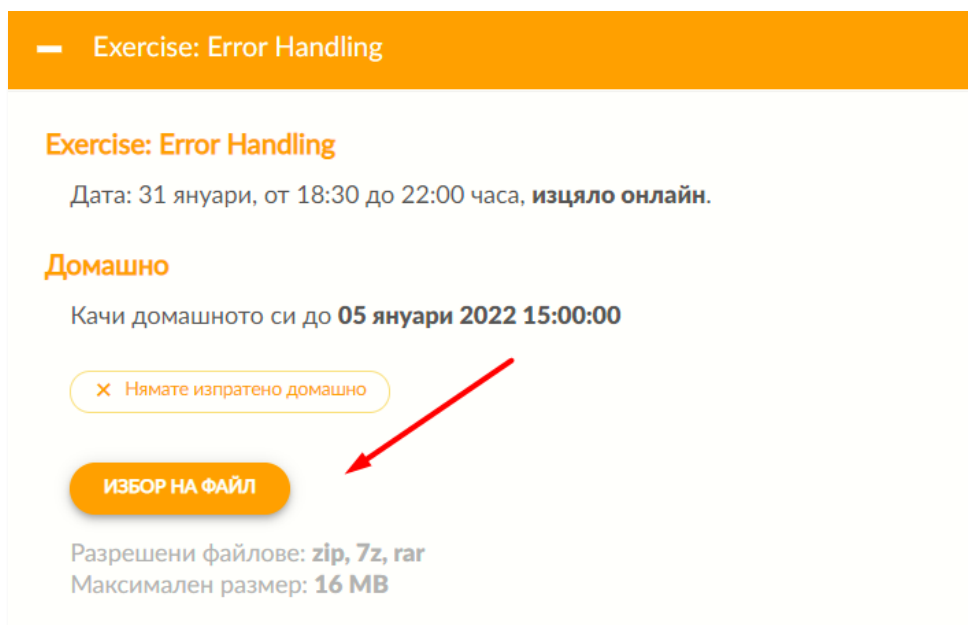 Exercise: Error Handling
Exercise: Error Handling
Дата: 31 януари, от 18:30 до 22:00 часа, изцяло онлайн.
Домашно
Качи домашното си до 05 януари 2022 15:00:00
Нямате изпратено домашно
ИЗБОР НА ФАЙЛ
Разрешени файлове: zip, 7z, rar
Максимален размер: 16 MB